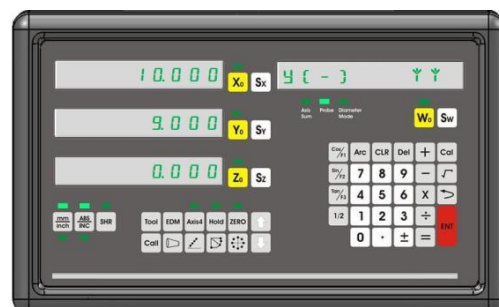 10.000 X₀ Sx
9.000 Y₀ Sy
0.000 Z₀ Sz
y [ - ]
Axis Sum Probe Diameter Mode
W₀ Sw
mm/inch ABS/INC SHR
Tool EDM Axis4 Hold ZERO
Call
Cos/F1 Arc CLR Del + Cal
Sin/F2 7 8 9 − √
Tan/F3 4 5 6 X
1/2 1 2 3 ÷ ENT
0 · ± =